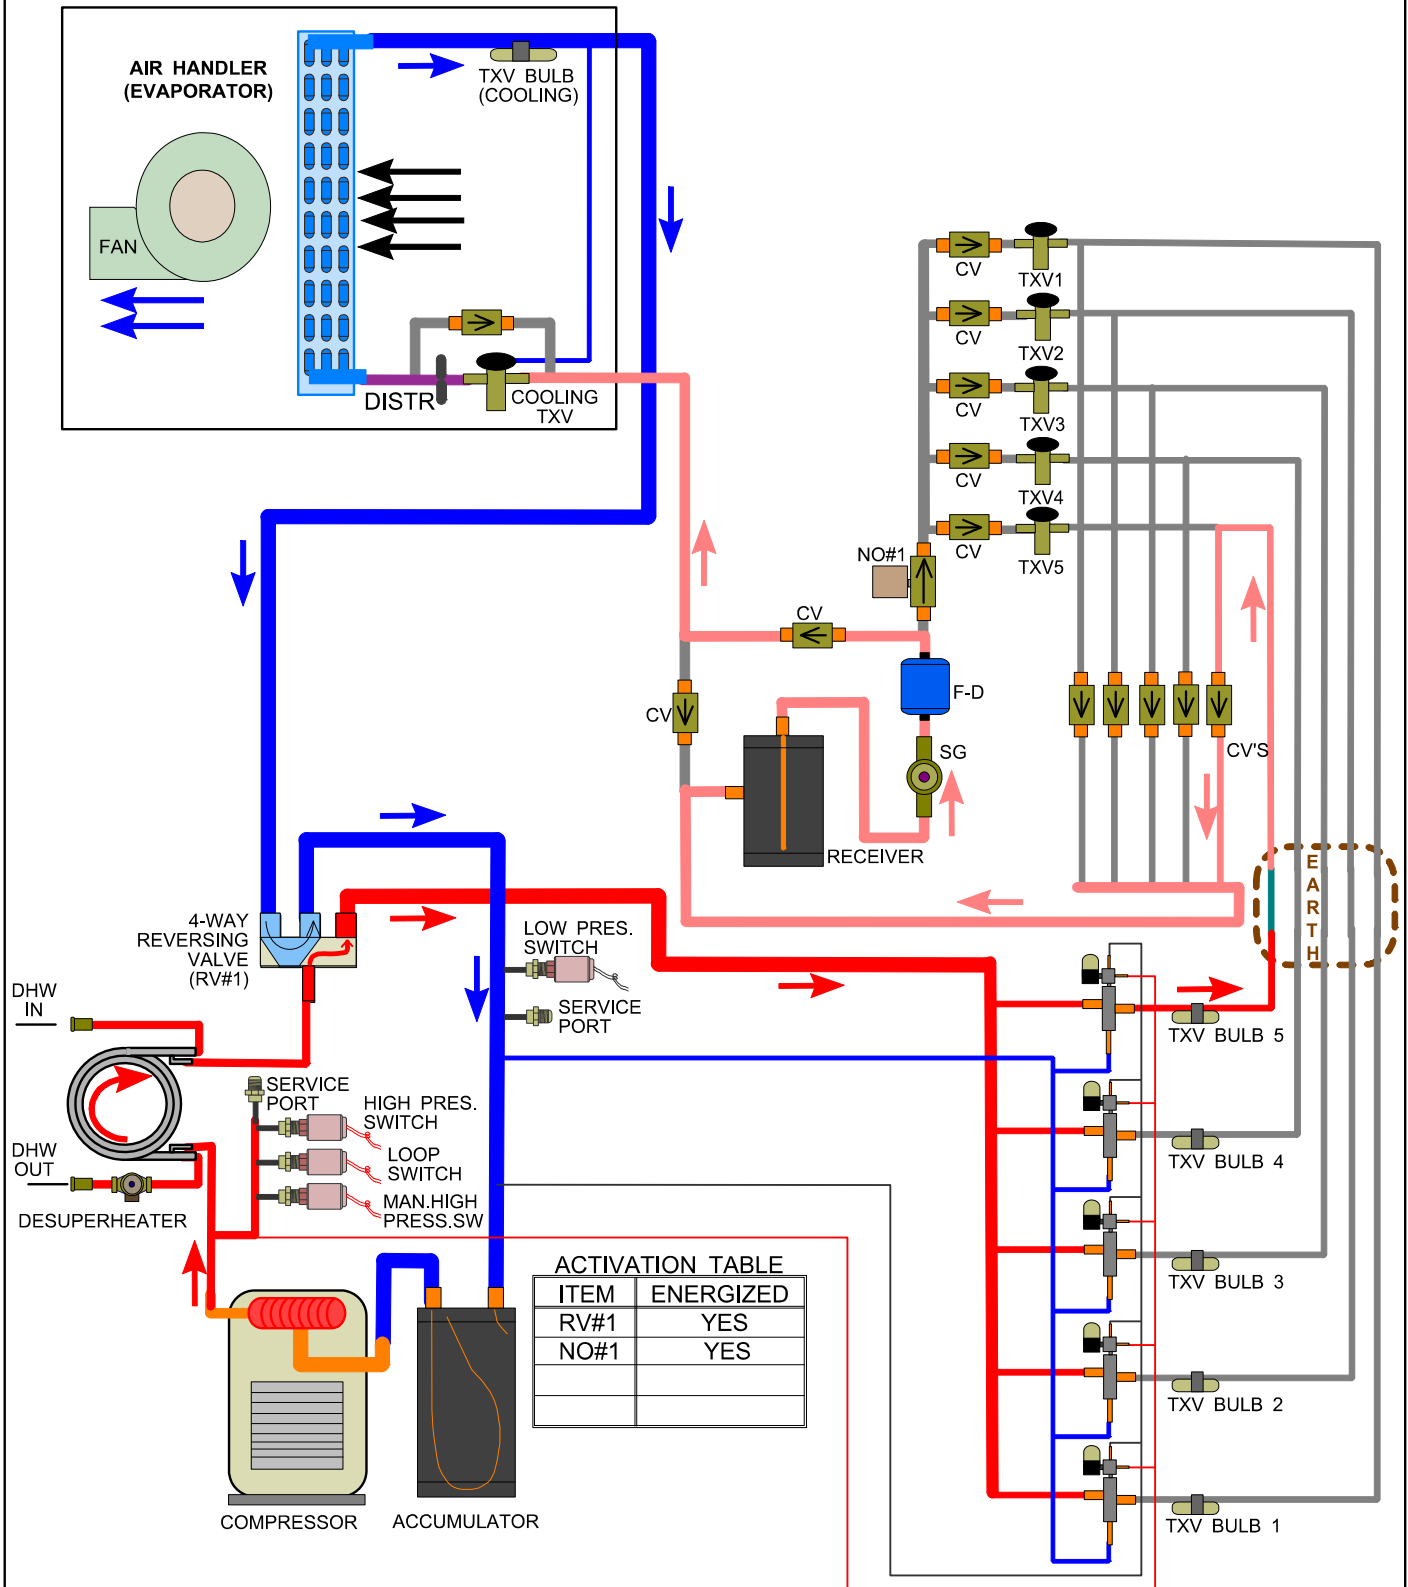 AIR HANDLER
(EVAPORATOR)
TXV BULB
(COOLING)
FAN
DISTR
COOLING
TXV
CV
TXV1
CV
TXV2
CV
TXV3
CV
TXV4
CV
TXV5
NO#1
CV
F-D
CV
SG
CV'S
RECEIVER
EARTH
4-WAY
REVERSING
VALVE
(RV#1)
LOW PRES.
SWITCH
SERVICE
PORT
DHW
IN
TXV BULB 5
SERVICE
PORT
HIGH PRES.
SWITCH
LOOP
SWITCH
MAN.HIGH
PRESS.SW
DHW
OUT
DESUPERHEATER
TXV BULB 4
TXV BULB 3
TXV BULB 2
TXV BULB 1
ACTIVATION TABLE
ITEM ENERGIZED
RV#1 YES
NO#1 YES
COMPRESSOR
ACCUMULATOR